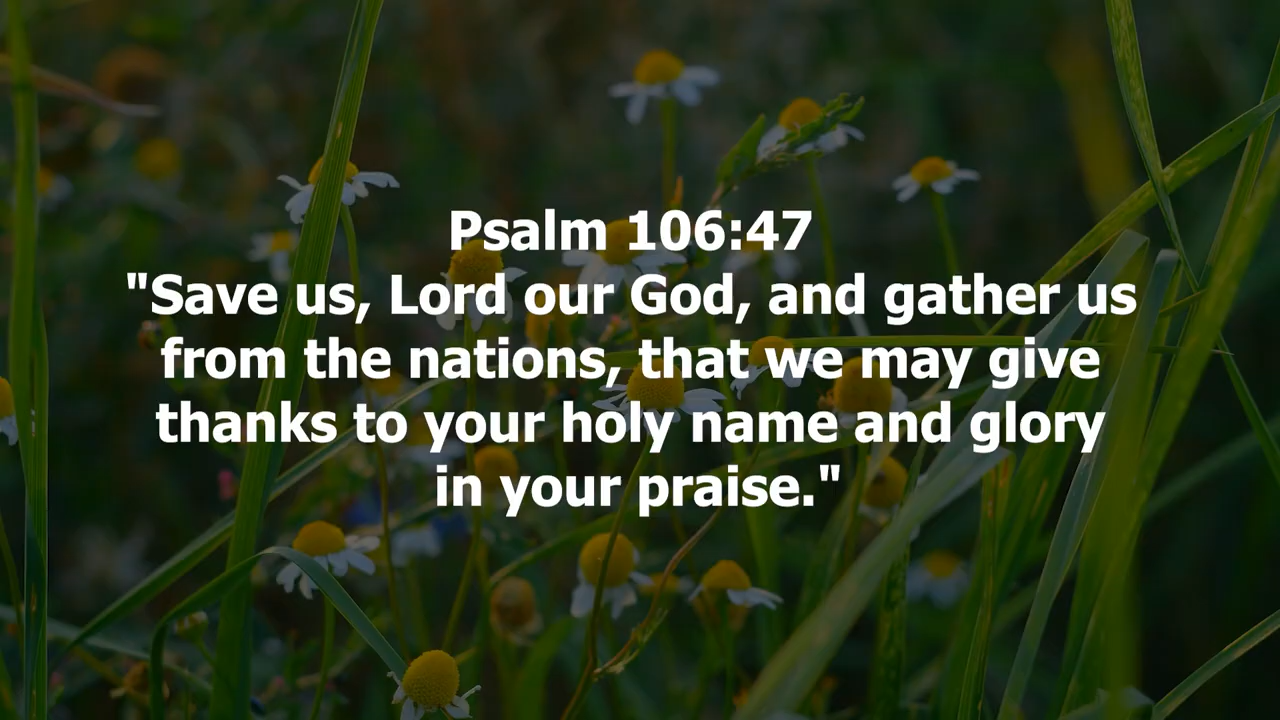 Psalm 106:47
"Save us, Lord our God, and gather us
from the nations, that we may give
thanks to your holy name and glory
in your praise."